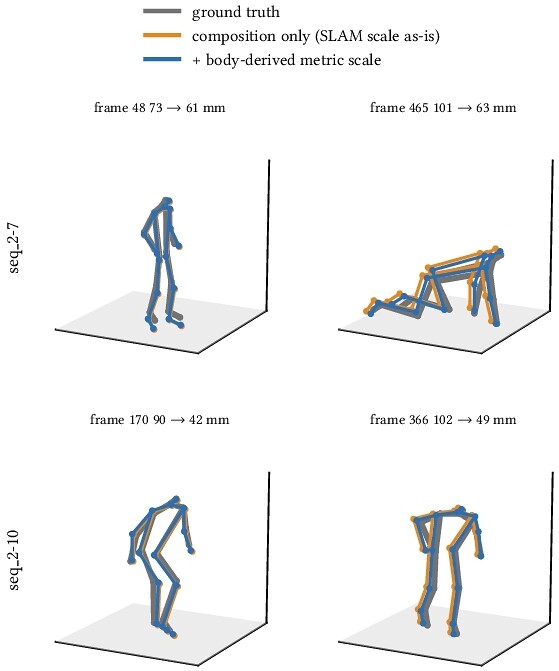 ground truth
composition only (SLAM scale as-is)
+ body-derived metric scale
frame 48 73 → 61 mm
frame 465 101 → 63 mm
seq_2-7
frame 170 90 → 42 mm
frame 366 102 → 49 mm
seq_2-10